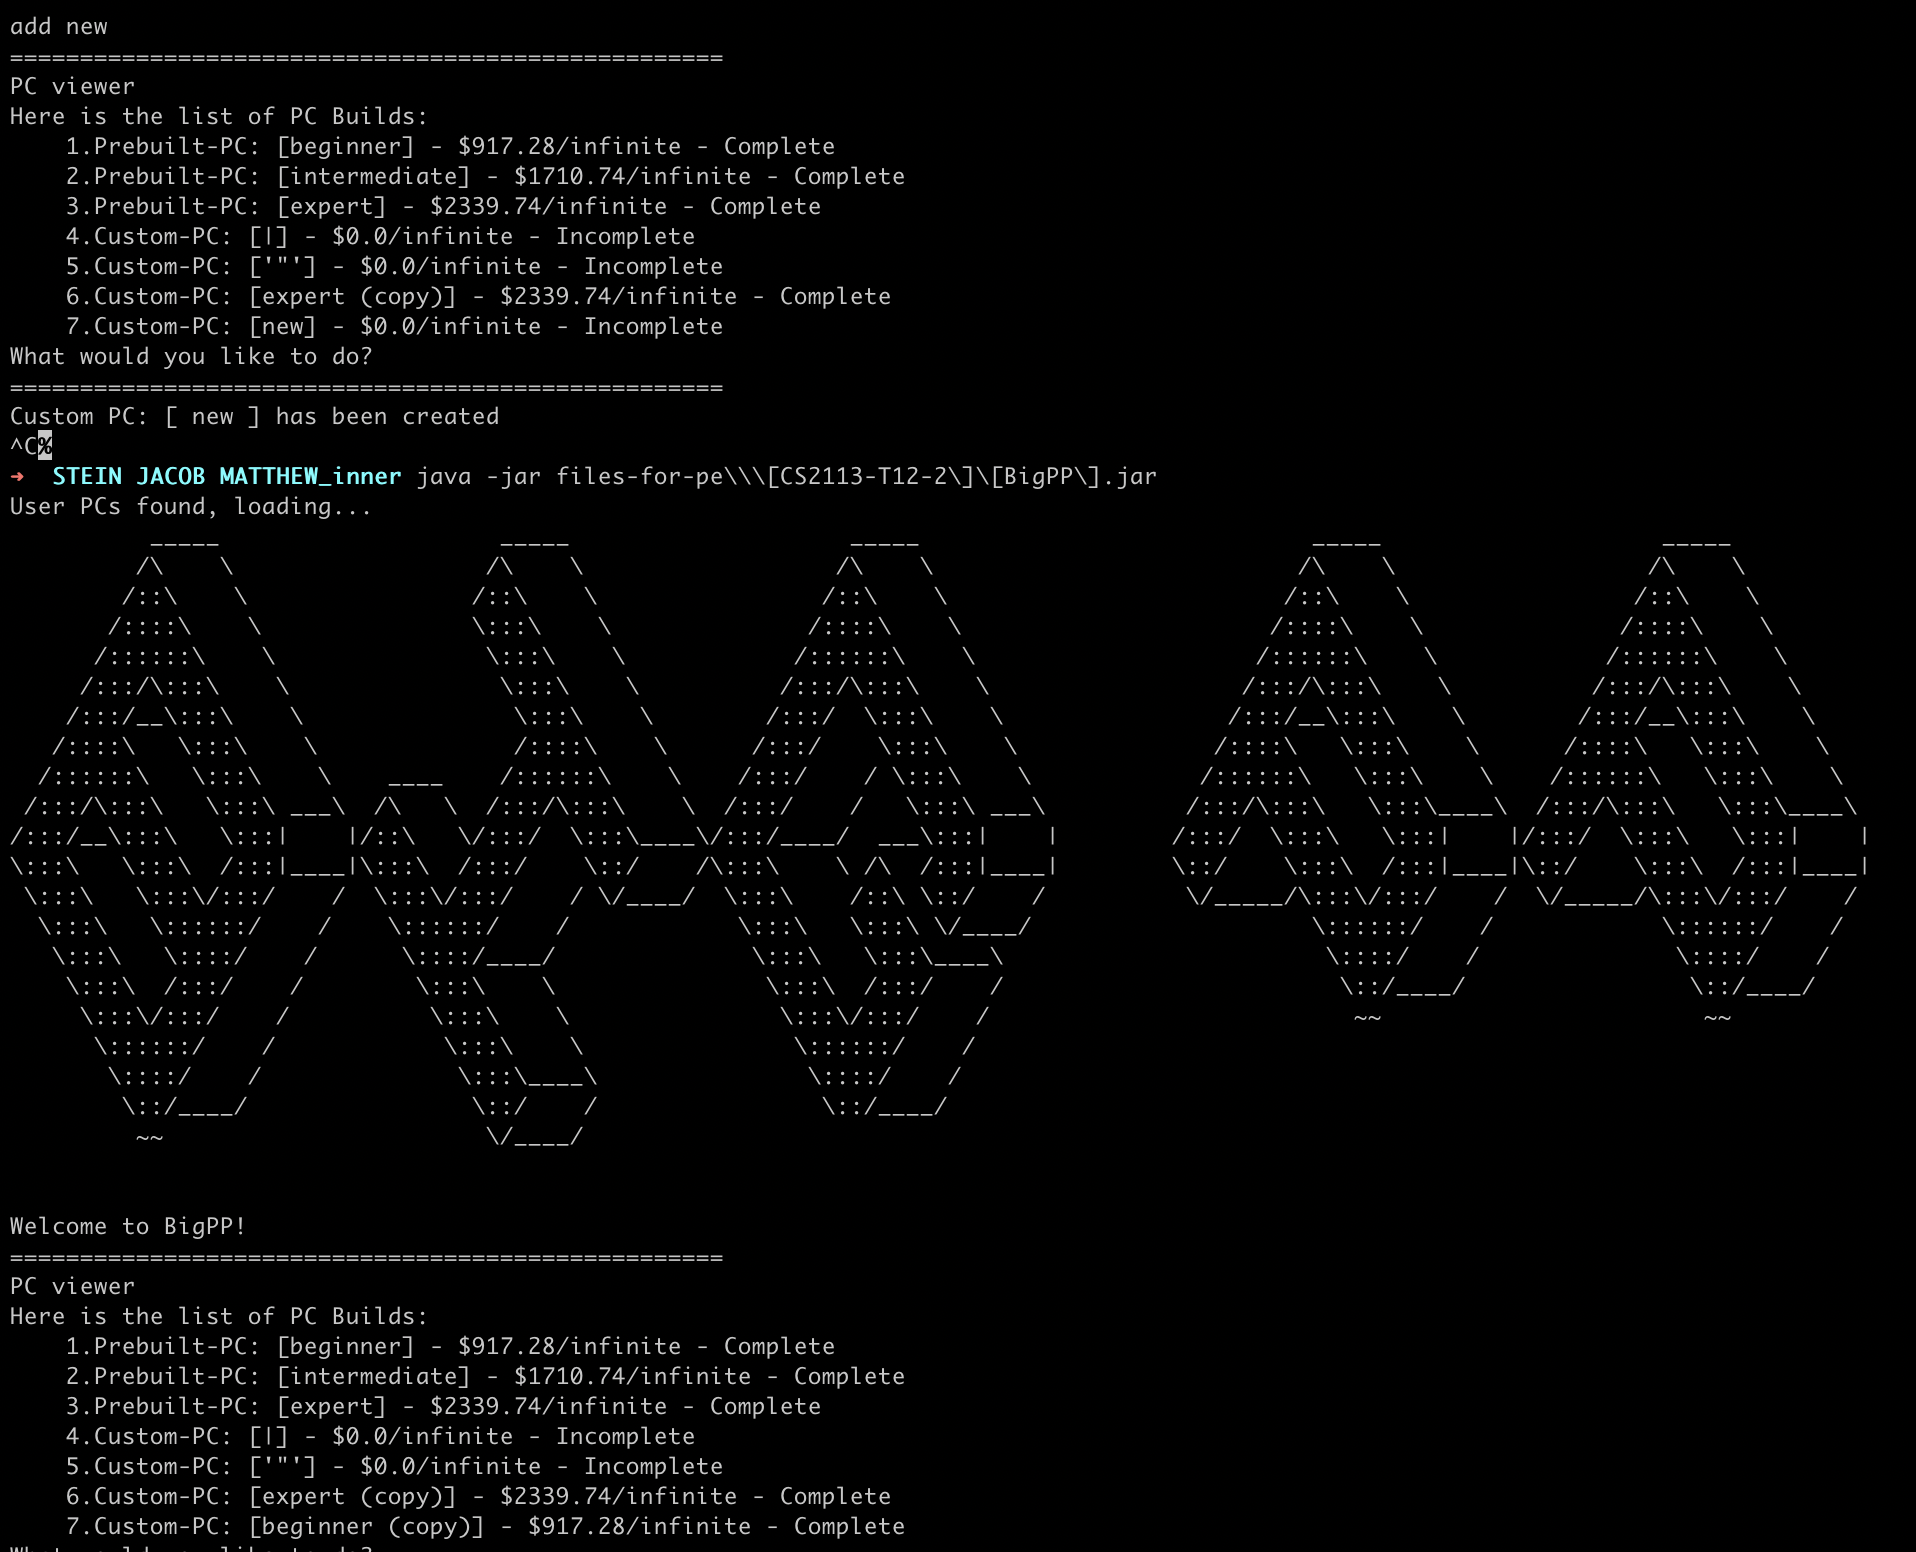 add new
===================================================
PC viewer
Here is the list of PC Builds:
    1.Prebuilt-PC: [beginner] - $917.28/infinite - Complete
    2.Prebuilt-PC: [intermediate] - $1710.74/infinite - Complete
    3.Prebuilt-PC: [expert] - $2339.74/infinite - Complete
    4.Custom-PC: [|] - $0.0/infinite - Incomplete
    5.Custom-PC: ['"'] - $0.0/infinite - Incomplete
    6.Custom-PC: [expert (copy)] - $2339.74/infinite - Complete
    7.Custom-PC: [new] - $0.0/infinite - Incomplete
What would you like to do?
===================================================
Custom PC: [ new ] has been created
^C%
➜  STEIN JACOB MATTHEW_inner java -jar files-for-pe\\\[CS2113-T12-2\]\[BigPP\].jar
User PCs found, loading...
Welcome to BigPP!
===================================================
PC viewer
Here is the list of PC Builds:
    1.Prebuilt-PC: [beginner] - $917.28/infinite - Complete
    2.Prebuilt-PC: [intermediate] - $1710.74/infinite - Complete
    3.Prebuilt-PC: [expert] - $2339.74/infinite - Complete
    4.Custom-PC: [|] - $0.0/infinite - Incomplete
    5.Custom-PC: ['"'] - $0.0/infinite - Incomplete
    6.Custom-PC: [expert (copy)] - $2339.74/infinite - Complete
    7.Custom-PC: [beginner (copy)] - $917.28/infinite - Complete
What would you like to do?